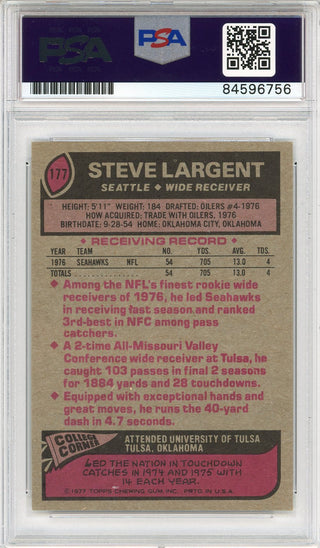 PSA
PSA
PSA
84596756
177
STEVE LARGENT
SEATTLE ◆ WIDE RECEIVER
HEIGHT: 5'11" WEIGHT: 184 DRAFTED: OILERS #4-1976
HOW ACQUIRED: TRADE WITH OILERS, 1976
BIRTHDATE: 9-28-54 HOME: OKLAHOMA CITY, OKLAHOMA
◆ RECEIVING RECORD ◆
YEAR TEAM NO. YDS. AVG. TDS.
1976 SEAHAWKS NFL 54 705 13.0 4
TOTALS 54 705 13.0 4
◆ Among the NFL's finest rookie wide
receivers of 1976, he led Seahawks
in receiving fast season and ranked
3rd-best in NFC among pass
catchers.
◆ A 2-time All-Missouri Valley
Conference wide receiver at Tulsa, he
caught 103 passes in final 2 seasons
for 1884 yards and 28 touchdowns.
◆ Equipped with exceptional hands and
great moves, he runs the 40-yard
dash in 4.7 seconds.
COLLEGE CORNER
ATTENDED UNIVERSITY OF TULSA
TULSA, OKLAHOMA
LED THE NATION IN TOUCHDOWN
CATCHES IN 1974 AND 1975 WITH
14 EACH YEAR.
© 1977 TOPPS CHEWING GUM, INC. PRTD IN U.S.A.